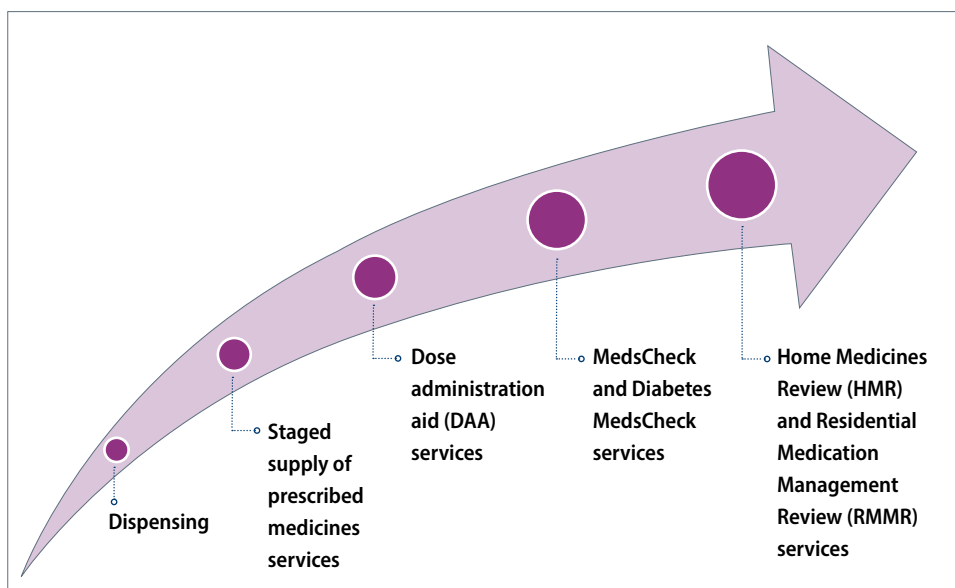 Dispensing
Staged
supply of
prescribed
medicines
services
Dose
administration
aid (DAA)
services
MedsCheck
and Diabetes
MedsCheck
services
Home Medicines
Review (HMR)
and Residential
Medication
Management
Review (RMMR)
services